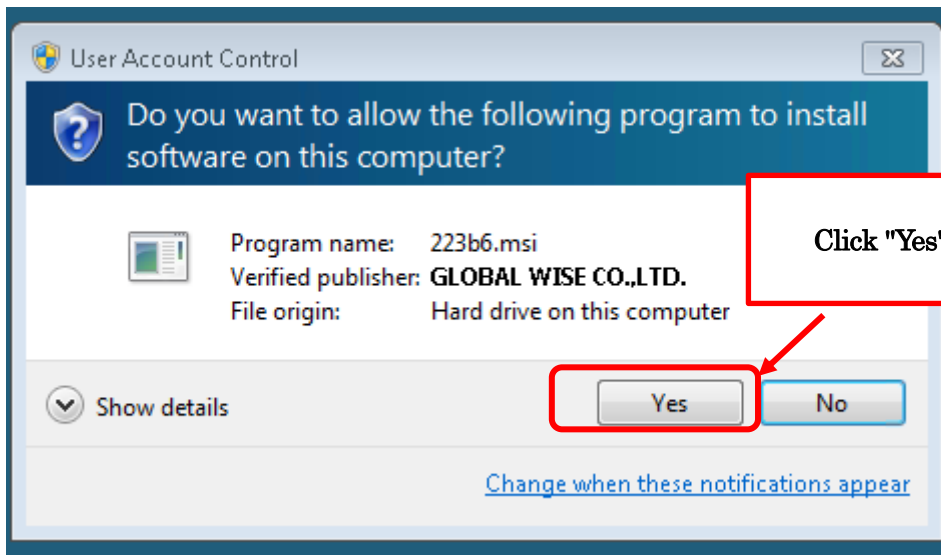 User Account Control
Do you want to allow the following program to install
software on this computer?
Program name: 223b6.msi
Verified publisher: GLOBAL WISE CO.,LTD.
File origin: Hard drive on this computer
Click "Yes"
Show details
Yes
No
Change when these notifications appear